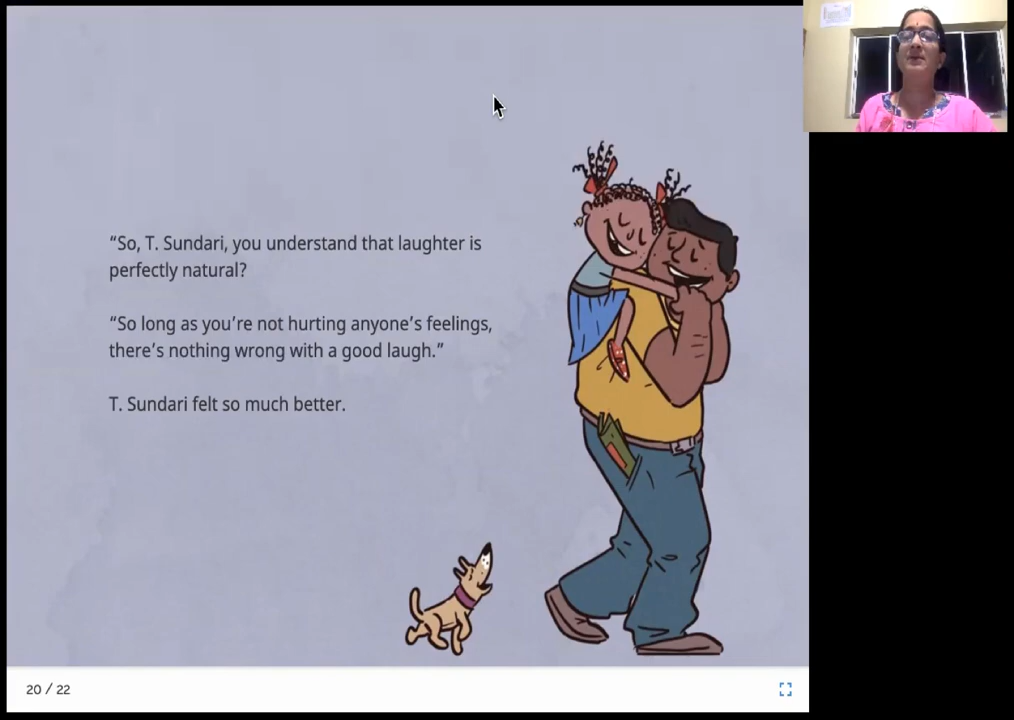 “So, T. Sundari, you understand that laughter is
perfectly natural?
“So long as you’re not hurting anyone’s feelings,
there’s nothing wrong with a good laugh.”
T. Sundari felt so much better.
20 / 22